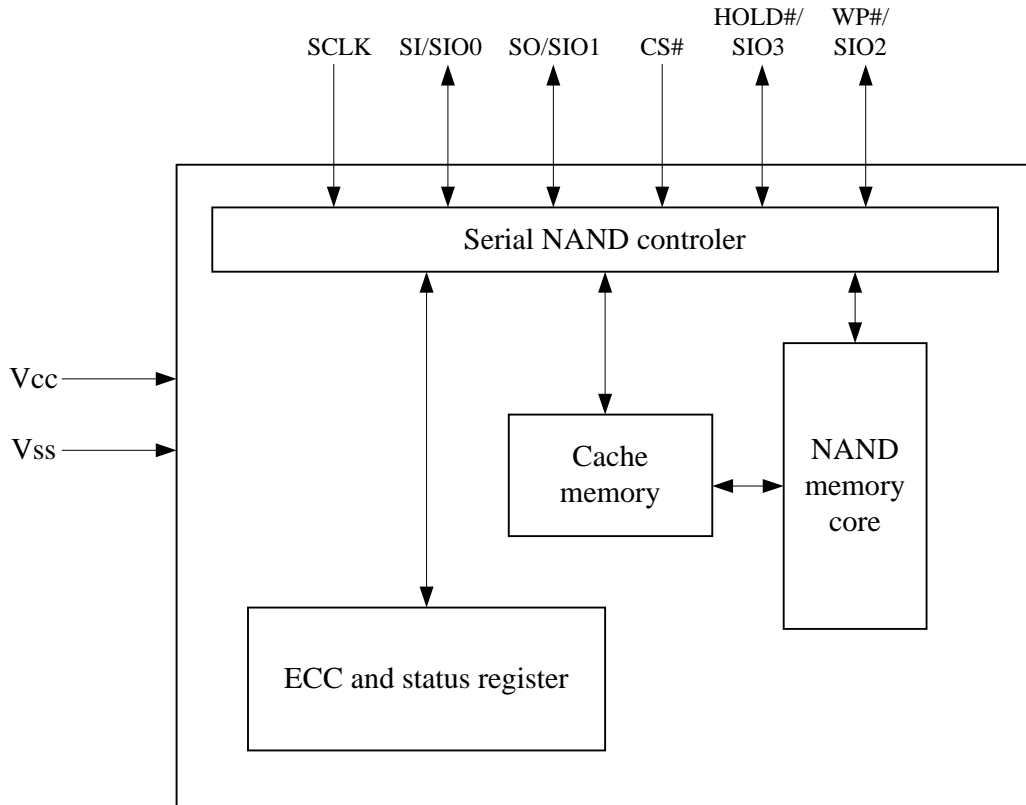 HOLD#/
WP#/
SCLK
SI/SIO0
SO/SIO1
CS#
SIO3
SIO2
Serial NAND controler
Vcc
Vss
Cache
memory
NAND
memory
core
ECC and status register